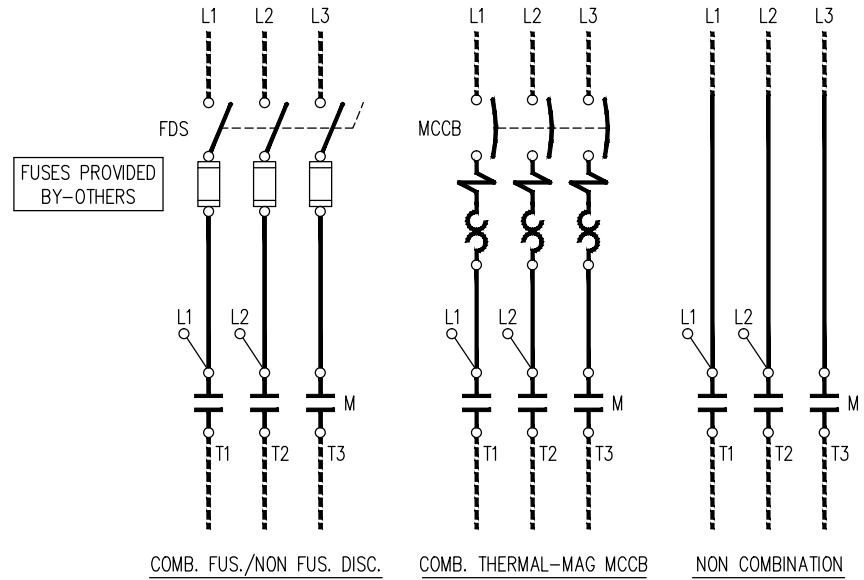 L1 L2 L3
L1 L2 L3
L1 L2 L3
FDS
MCCB
FUSES PROVIDED
BY-OTHERS
L1 L2
L1 L2
L1 L2
M
M
M
T1 T2 T3
T1 T2 T3
T1 T2 T3
COMB. FUS./NON FUS. DISC.
COMB. THERMAL-MAG MCCB
NON COMBINATION